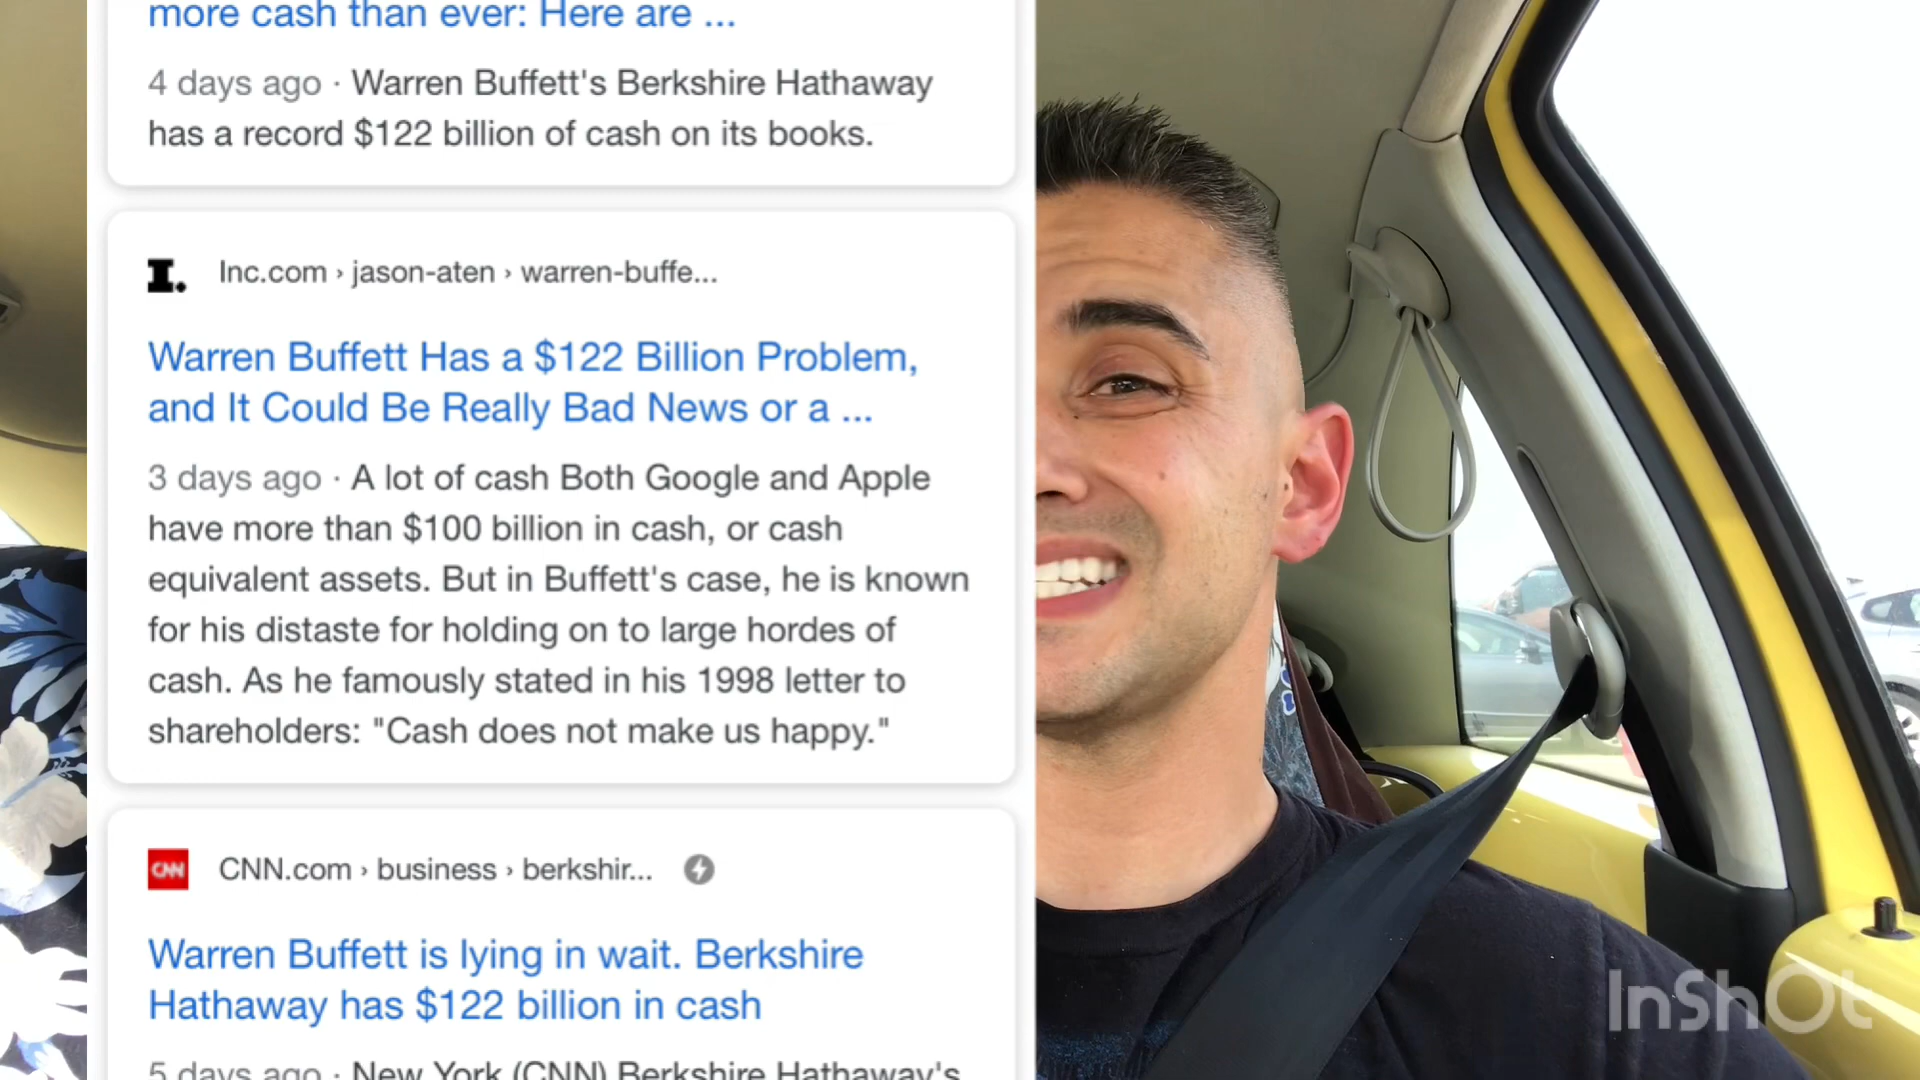 more cash than ever: Here are ...
4 days ago · Warren Buffett's Berkshire Hathaway
has a record $122 billion of cash on its books.
I.
Inc.com › jason-aten › warren-buffe...
Warren Buffett Has a $122 Billion Problem,
and It Could Be Really Bad News or a ...
3 days ago · A lot of cash Both Google and Apple
have more than $100 billion in cash, or cash
equivalent assets. But in Buffett's case, he is known
for his distaste for holding on to large hordes of
cash. As he famously stated in his 1998 letter to
shareholders: "Cash does not make us happy."
CNN
CNN.com › business › berkshir...
Warren Buffett is lying in wait. Berkshire
Hathaway has $122 billion in cash
5 days ago · New York (CNN) Berkshire Hathaway's
InShOt